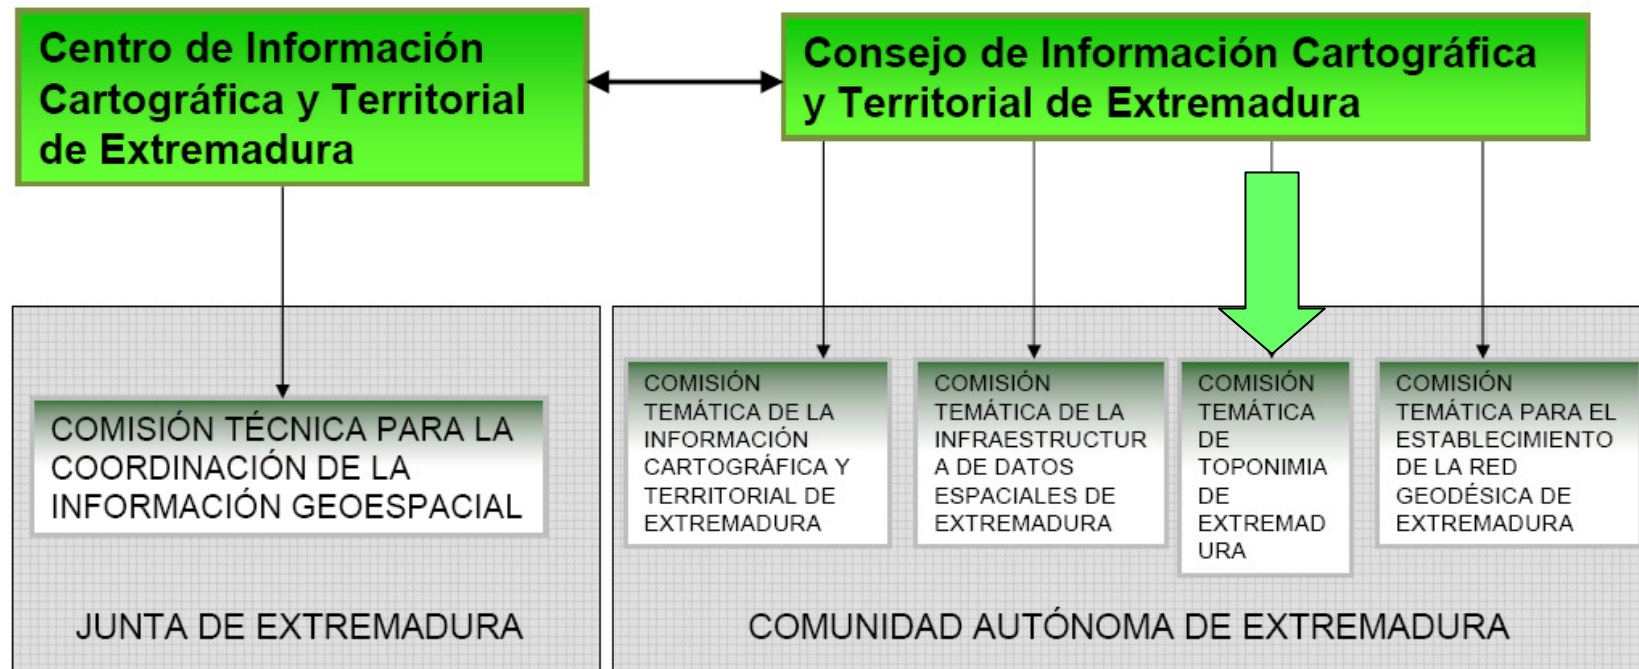 Centro de Información
Cartográfica y Territorial
de Extremadura
Consejo de Información Cartográfica
y Territorial de Extremadura
COMISIÓN TÉCNICA PARA LA
COORDINACIÓN DE LA
INFORMACIÓN GEOESPACIAL
JUNTA DE EXTREMADURA
COMISIÓN
TEMÁTICA DE LA
INFORMACIÓN
CARTOGRÁFICA Y
TERRITORIAL DE
EXTREMADURA
COMISIÓN
TEMÁTICA DE LA
INFRAESTRUCTUR
A DE DATOS
ESPACIALES DE
EXTREMADURA
COMISIÓN
TEMÁTICA
DE
TOPONIMIA
DE
EXTREMAD
URA
COMISIÓN
TEMÁTICA PARA EL
ESTABLECIMIENTO
DE LA RED
GEODÉSICA DE
EXTREMADURA
COMUNIDAD AUTÓNOMA DE EXTREMADURA